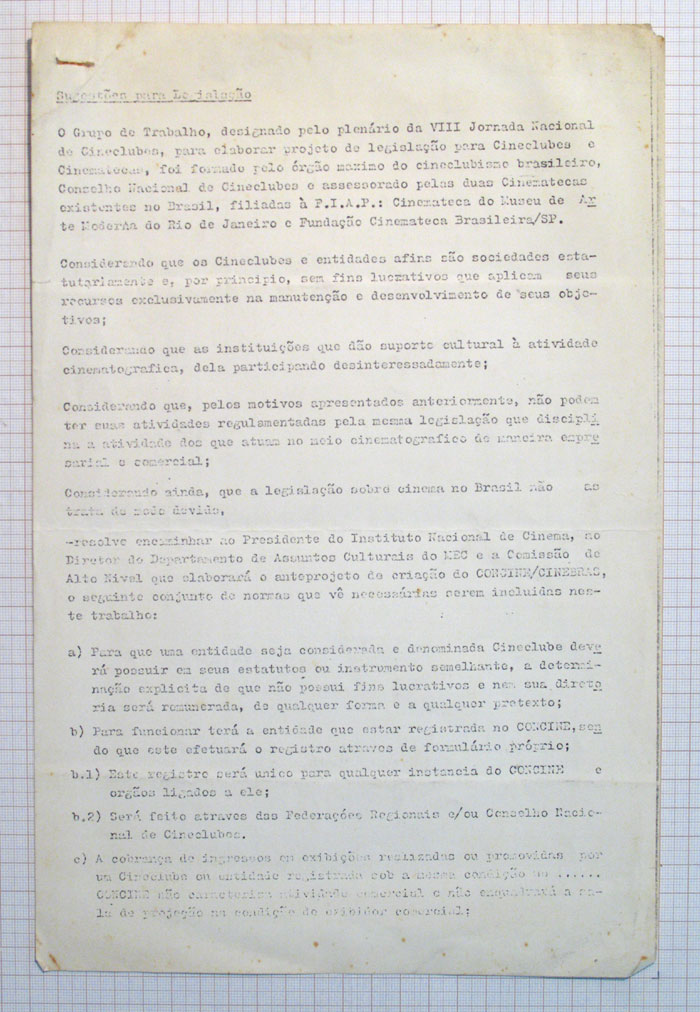 Sugestões para Legislação
O Grupo de Trabalho, designado pelo plenário da VIII Jornada Nacional
de Cineclubes, para elaborar projeto de legislação para Cineclubes e
Cinematecas, foi formado pelo órgão maximo do cineclubismo brasileiro,
Conselho Nacional de Cineclubes e assessorado pelas duas Cinematecas
existentes no Brasil, filiadas à F.I.A.P.: Cinemateca do Museu de Ar
te Moderna do Rio de Janeiro e Fundação Cinemateca Brasileira/SP.
Considerando que os Cineclubes e entidades afins são sociedades esta-
tutariamente e, por principio, sem fins lucrativos que aplicam seus
recursos exclusivamente na manutenção e desenvolvimento de seus obje-
tivos;
Considerando que as instituições que dão suporte cultural à atividade
cinematografica, dela participando desinteressadamente;
Considerando que, pelos motivos apresentados anteriormente, não podem
ter suas atividades regulamentadas pela mesma legislação que discipli
na a atividade dos que atuam no meio cinematografico de maneira empre
sarial e comercial;
Considerando ainda, que a legislação sobre cinema no Brasil não as
trata de modo devido,
-resolve encaminhar ao Presidente do Instituto Nacional de Cinema, ao
Diretor do Departamento de Assuntos Culturais do MEC e a Comissão de
Alto Nivel que elaborará o anteprojeto de criação do CONCINE/CINEBRAS,
o seguinte conjunto de normas que vê necessárias serem incluidas nes-
te trabalho:
a) Para que uma entidade seja considerada e denominada Cineclube deve
rá possuir em seus estatutos ou instrumento semelhante, a determi-
nação explicita de que não possui fins lucrativos e nem sua direto
ria será remunerada, de qualquer forma e a qualquer pretexto;
b) Para funcionar terá a entidade que estar registrada no CONCINE, sen
do que este efetuará o registro atraves de formulário próprio;
b.1) Este registro será unico para qualquer instancia do CONCINE e
orgãos ligados a ele;
b.2) Será feito atraves das Federações Regionais e/ou Conselho Nacio-
nal de Cineclubes.
c) A cobrança de ingressos em exibições realizadas ou promovidas por
um Cineclube ou entidade registrada sob a mesma condição no ......
CONCINE não caracteriza atividade comercial e não enquadrará a sa-
la de projeção na condição de exibidor comercial;